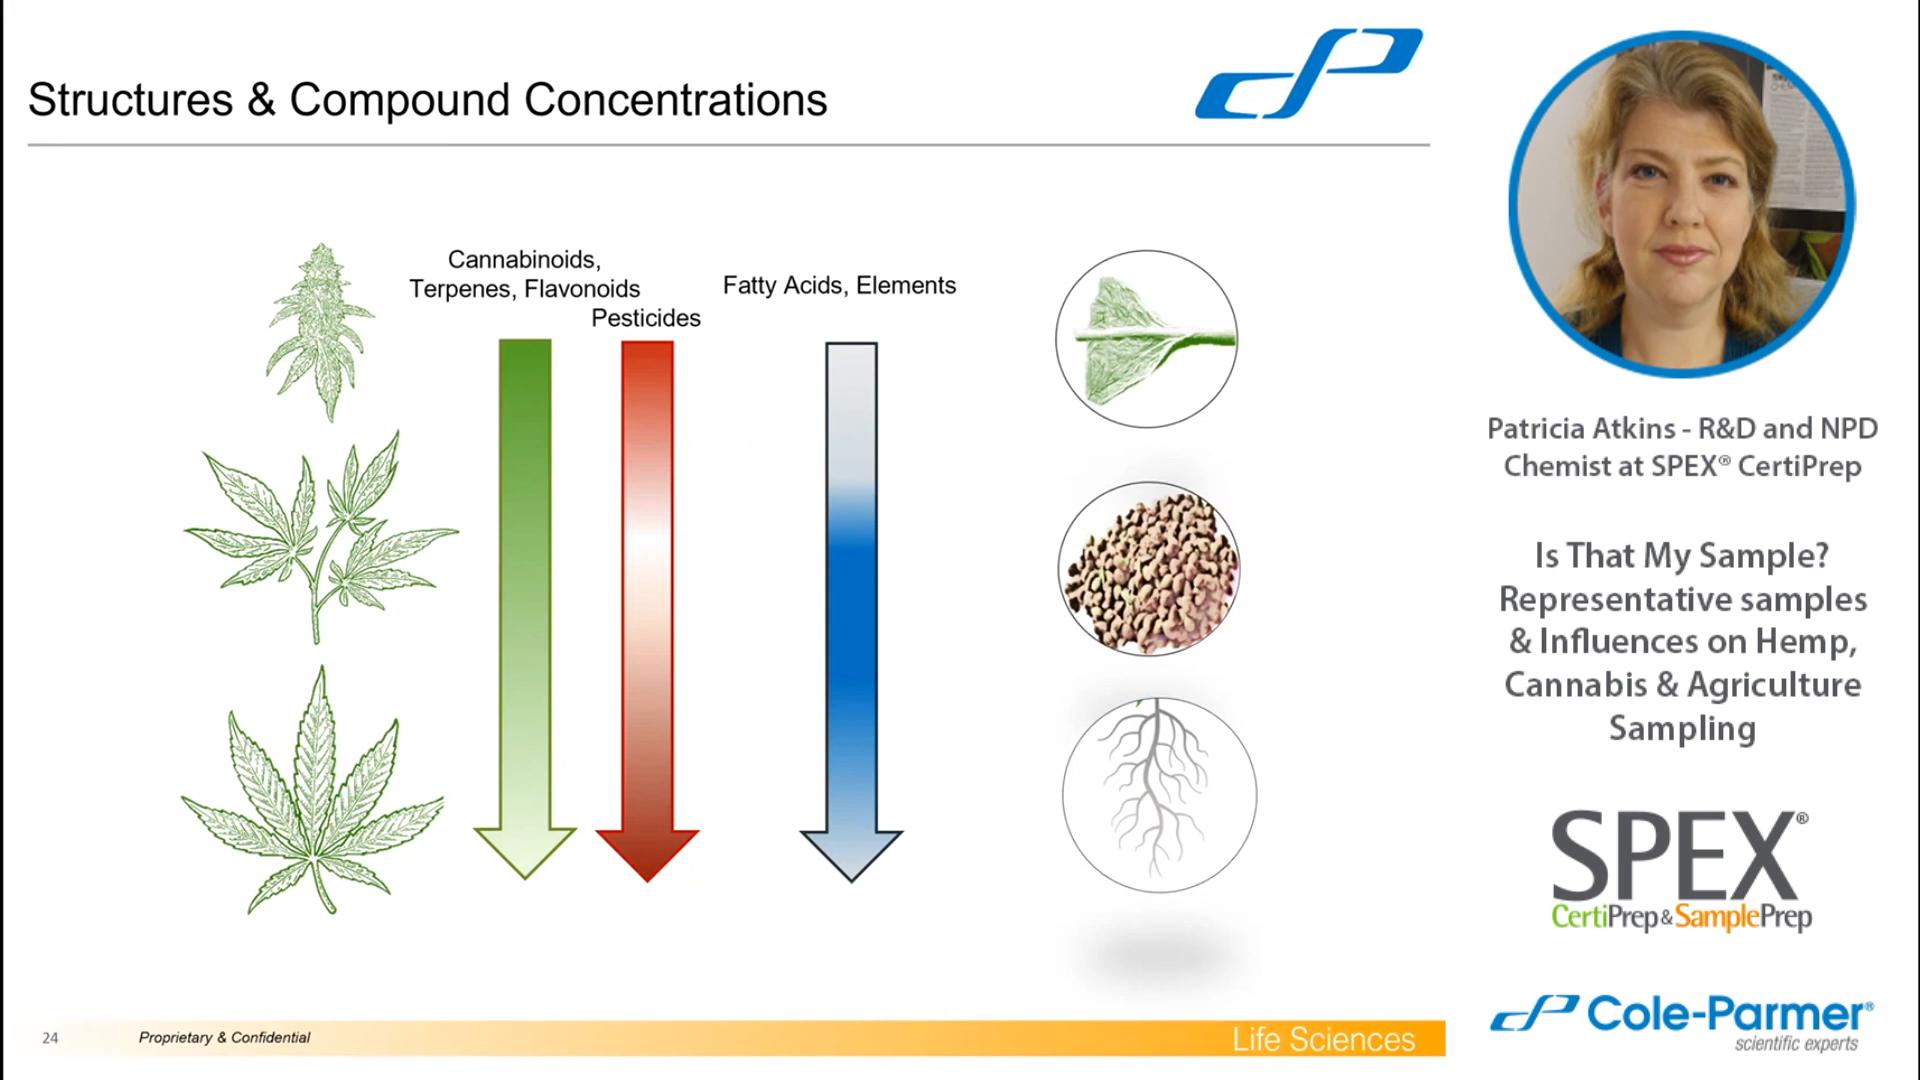 Structures & Compound Concentrations
Cannabinoids,
Terpenes, Flavonoids
Pesticides
Fatty Acids, Elements
Patricia Atkins - R&D and NPD
Chemist at SPEX® CertiPrep
Is That My Sample?
Representative samples
& Influences on Hemp,
Cannabis & Agriculture
Sampling
SPEX®
CertiPrep & SamplePrep
Cole-Parmer®
scientific experts
24
Proprietary & Confidential
Life Sciences